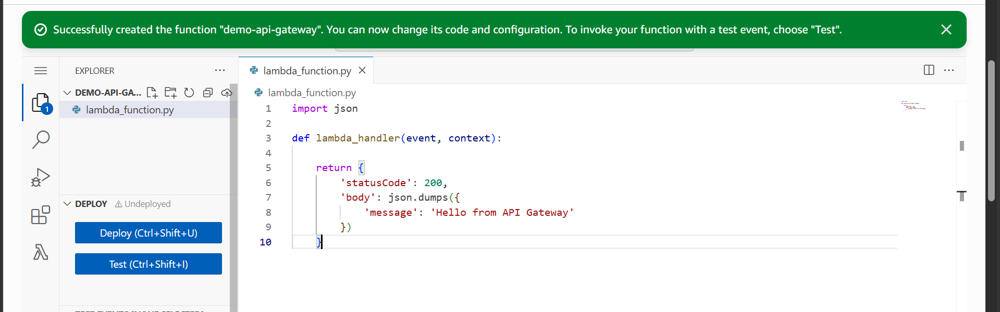 Successfully created the function "demo-api-gateway". You can now change its code and configuration. To invoke your function with a test event, choose "Test".
EXPLORER
DEMO-API-GA...
lambda_function.py
1
DEPLOY
Undeployed
Deploy (Ctrl+Shift+U)
Test (Ctrl+Shift+I)
lambda_function.py
lambda_function.py
1 import json
2
3 def lambda_handler(event, context):
4
5     return {
6         'statusCode': 200,
7         'body': json.dumps({
8             'message': 'Hello from API Gateway'
9         })
10     }